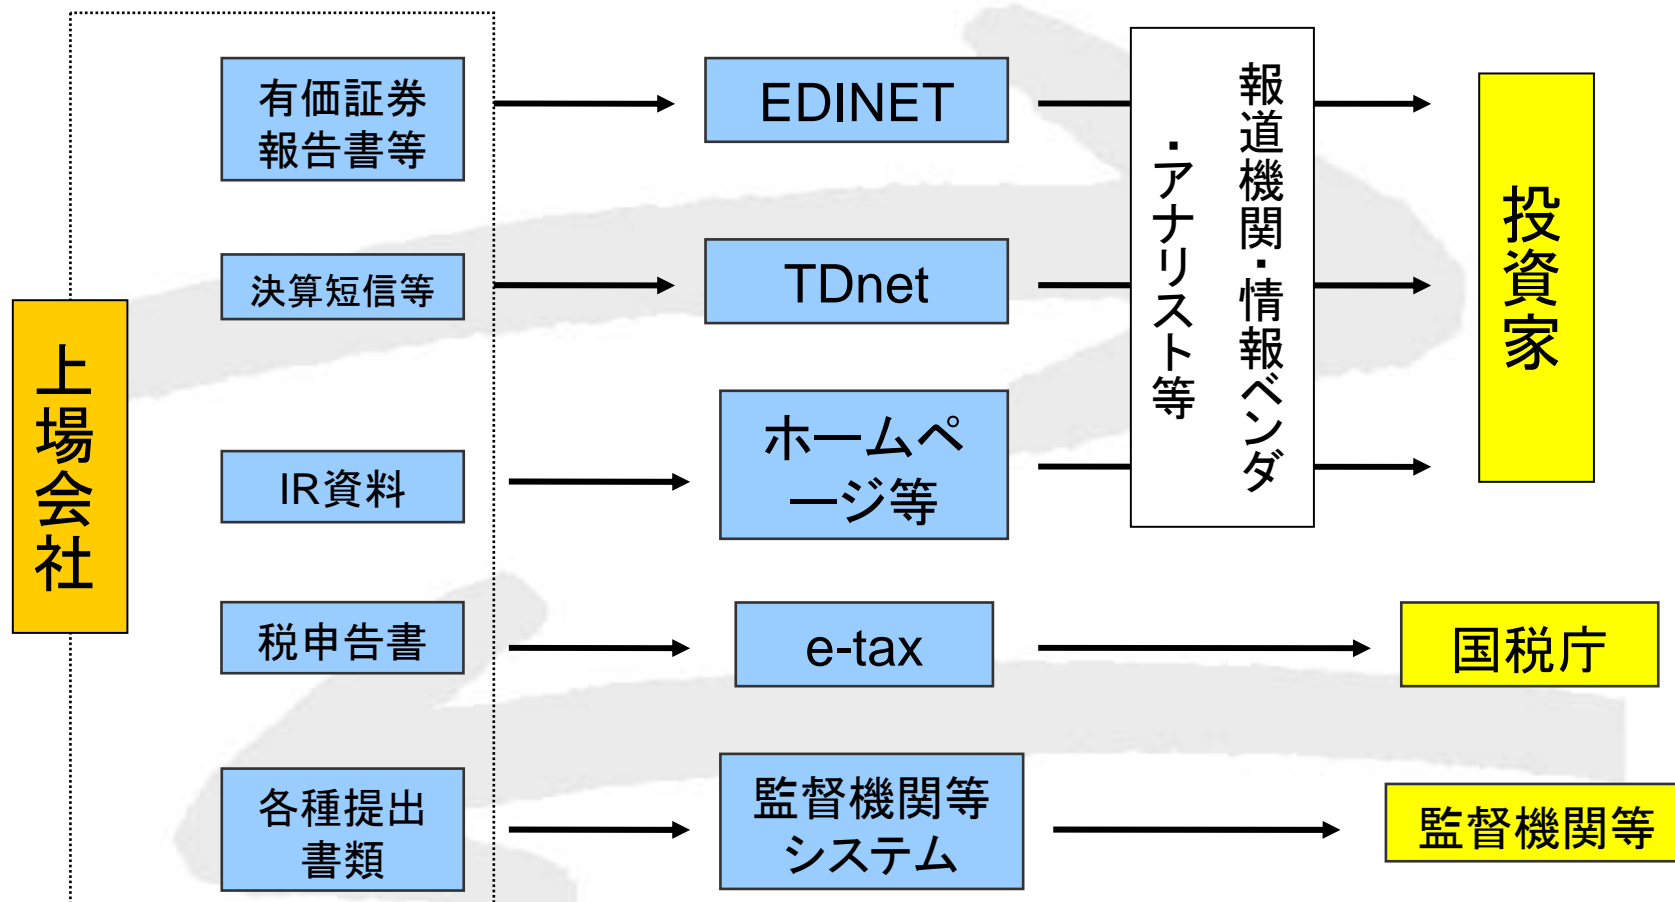 上場会社
有価証券
報告書等
EDINET
決算短信等
TDnet
IR資料
ホームペ
ージ等
報道機関・情報ベンダ
・アナリスト等
投資家
税申告書
e-tax
国税庁
各種提出
書類
監督機関等
システム
監督機関等